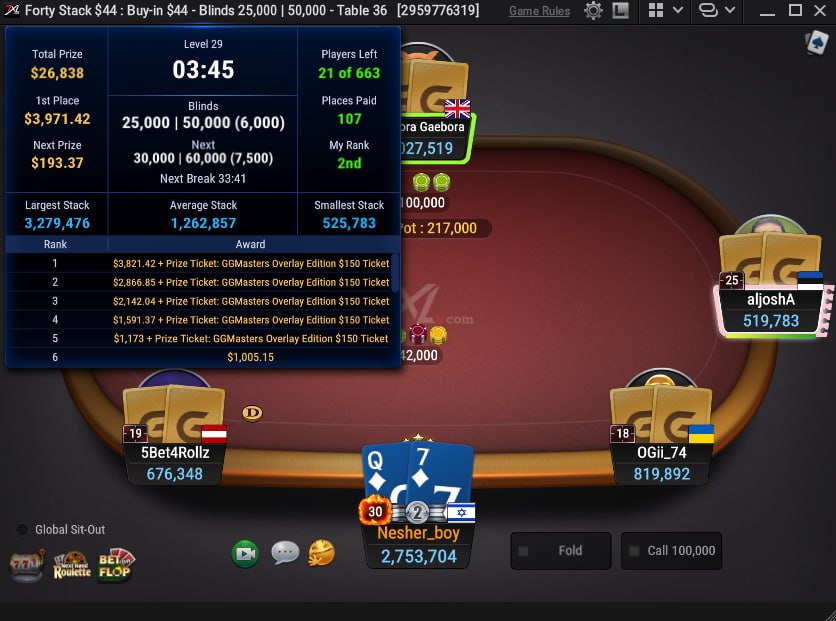 Forty Stack $44 : Buy-in $44 - Blinds 25,000 | 50,000 - Table 36 [2959776319]
Game Rules
Total Prize
$26,838
Level 29
03:45
Players Left
21 of 663
1st Place
$3,971.42
Blinds
25,000 | 50,000 (6,000)
Places Paid
107
Next Prize
$193.37
Next
30,000 | 60,000 (7,500)
My Rank
2nd
Next Break 33:41
Largest Stack
3,279,476
Average Stack
1,262,857
Smallest Stack
525,783
Rank Award
1 $3,821.42 + Prize Ticket: GGMasters Overlay Edition $150 Ticket
2 $2,866.85 + Prize Ticket: GGMasters Overlay Edition $150 Ticket
3 $2,142.04 + Prize Ticket: GGMasters Overlay Edition $150 Ticket
4 $1,591.37 + Prize Ticket: GGMasters Overlay Edition $150 Ticket
5 $1,173 + Prize Ticket: GGMasters Overlay Edition $150 Ticket
6 $1,005.15
ora Gaebora
027,519
100,000
Pot : 217,000
.com
42,000
25
aljoshA
519,783
D
19
5Bet4Rollz
676,348
18
OGii_74
819,892
Q 7
30
2
Nesher_boy
2,753,704
Global Sit-Out
777
Next Hand
Roulette
BET
FLOP
Fold
Call 100,000